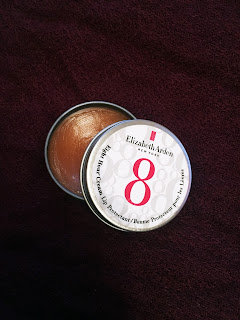 Elizabeth Arden
NEW YORK
8
Eight Hour Cream Lip Protectant/Baume Protecteur pour les Lèvres